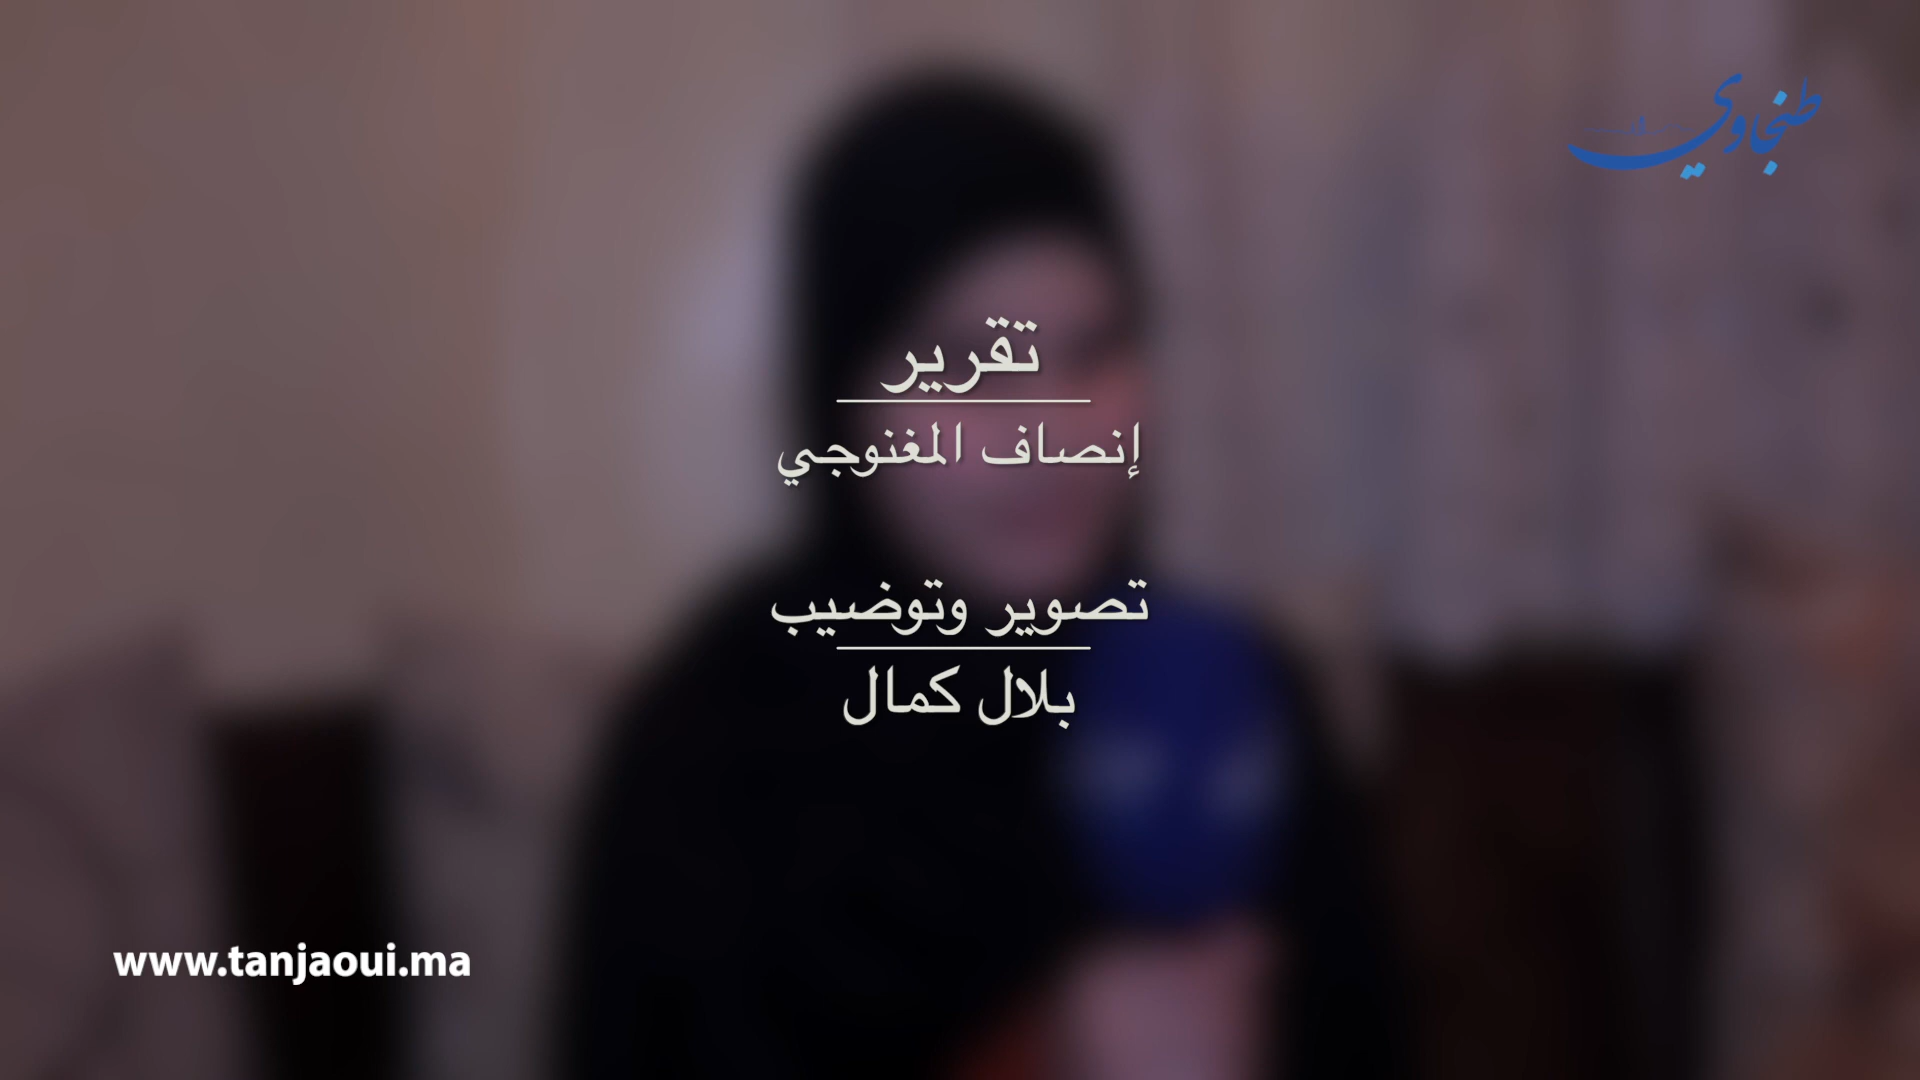 طنجاوي
تقرير
إنصاف المغنوجي
تصوير وتوضيب
بلال كمال
www.tanjaoui.ma